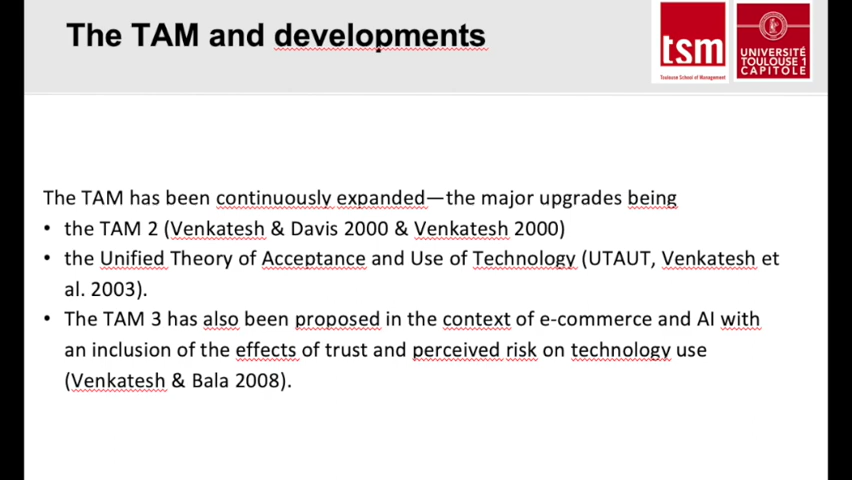 The TAM and developments
tsm
Toulouse School of Management
UNIVERSITÉ
TOULOUSE 1
CAPITOLE
The TAM has been continuously expanded—the major upgrades being
• the TAM 2 (Venkatesh & Davis 2000 & Venkatesh 2000)
• the Unified Theory of Acceptance and Use of Technology (UTAUT, Venkatesh et
al. 2003).
• The TAM 3 has also been proposed in the context of e-commerce and AI with
an inclusion of the effects of trust and perceived risk on technology use
(Venkatesh & Bala 2008).